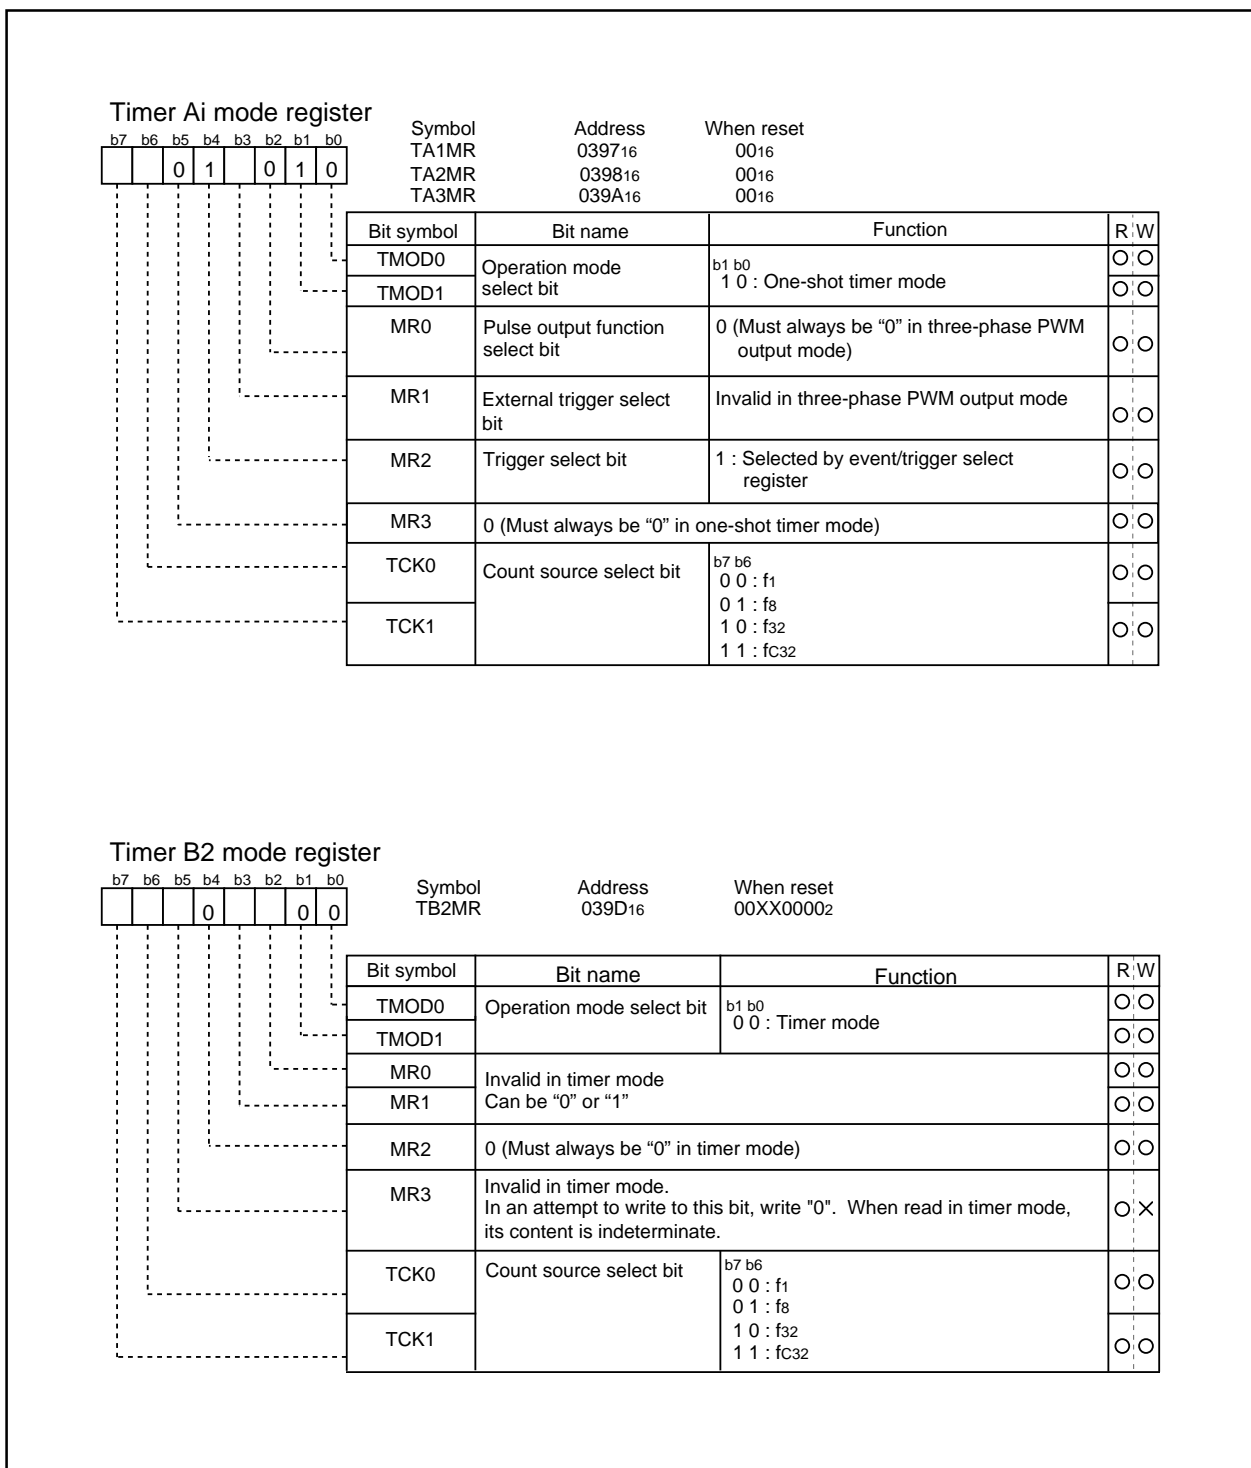 Timer Ai mode register
b7 b6 b5 b4 b3 b2 b1 b0
0 1 0 1 0
Symbol Address When reset
TA1MR 039716 0016
TA2MR 039816 0016
TA3MR 039A16 0016
Bit symbol Bit name Function R W
TMOD0 Operation mode select bit b1 b0
1 0 : One-shot timer mode
TMOD1
MR0 Pulse output function select bit 0 (Must always be “0” in three-phase PWM
output mode)
MR1 External trigger select bit Invalid in three-phase PWM output mode
MR2 Trigger select bit 1 : Selected by event/trigger select
register
MR3 0 (Must always be “0” in one-shot timer mode)
TCK0 Count source select bit b7 b6
0 0 : f1
0 1 : f8
TCK1 1 0 : f32
1 1 : fC32
Timer B2 mode register
b7 b6 b5 b4 b3 b2 b1 b0
0 0 0
Symbol Address When reset
TB2MR 039D16 00XX00002
Bit symbol Bit name Function R W
TMOD0 Operation mode select bit b1 b0
0 0 : Timer mode
TMOD1
MR0 Invalid in timer mode
MR1 Can be “0” or “1”
MR2 0 (Must always be “0” in timer mode)
MR3 Invalid in timer mode.
In an attempt to write to this bit, write "0". When read in timer mode,
its content is indeterminate.
TCK0 Count source select bit b7 b6
0 0 : f1
0 1 : f8
TCK1 1 0 : f32
1 1 : fC32